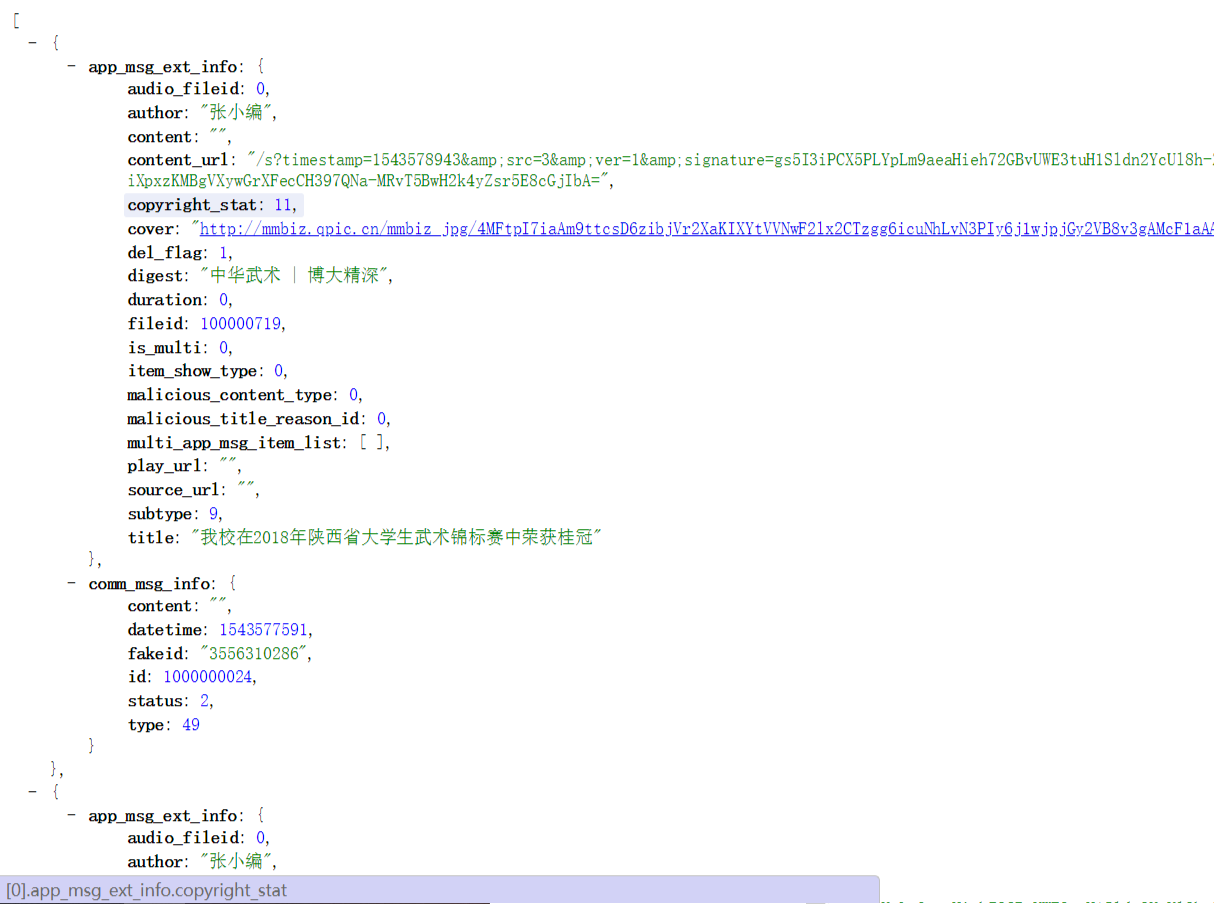 [
- {
- app_msg_ext_info: {
audio_fileid: 0,
author: "张小编",
content: "",
content_url: "/s?timestamp=1543578943&amp;src=3&amp;ver=1&amp;signature=gs5I3iPCX5PLYpLm9aeaHieh72GBvUWE3tuH1Sldn2YcUl8h-
iXpxzKMBgVXywGrXFecCH397QNa-MRvT5BwH2k4yZsr5E8cGjIbA=",
copyright_stat: 11,
cover: "http://mmbiz.qpic.cn/mmbiz_jpg/4MFtpI7iaAm9ttcsD6zibjVr2XaKIXYtVVNwF2lx2CTzgg6icuNhLvN3PIy6jlwjpjGy2VB8v3gAMcFlaAA
del_flag: 1,
digest: "中华武术 | 博大精深",
duration: 0,
fileid: 100000719,
is_multi: 0,
item_show_type: 0,
malicious_content_type: 0,
malicious_title_reason_id: 0,
multi_app_msg_item_list: [ ],
play_url: "",
source_url: "",
subtype: 9,
title: "我校在2018年陕西省大学生武术锦标赛中荣获桂冠"
},
- comm_msg_info: {
content: "",
datetime: 1543577591,
fakeid: "3556310286",
id: 1000000024,
status: 2,
type: 49
}
},
- {
- app_msg_ext_info: {
audio_fileid: 0,
author: "张小编",
[0].app_msg_ext_info.copyright_stat